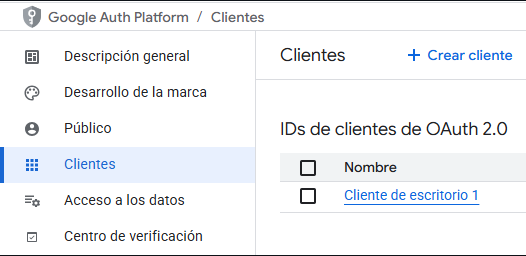 Google Auth Platform / Clientes
Descripción general
Desarrollo de la marca
Público
Clientes
Acceso a los datos
Centro de verificación
Clientes
+ Crear cliente
IDs de clientes de OAuth 2.0
Nombre
Cliente de escritorio 1